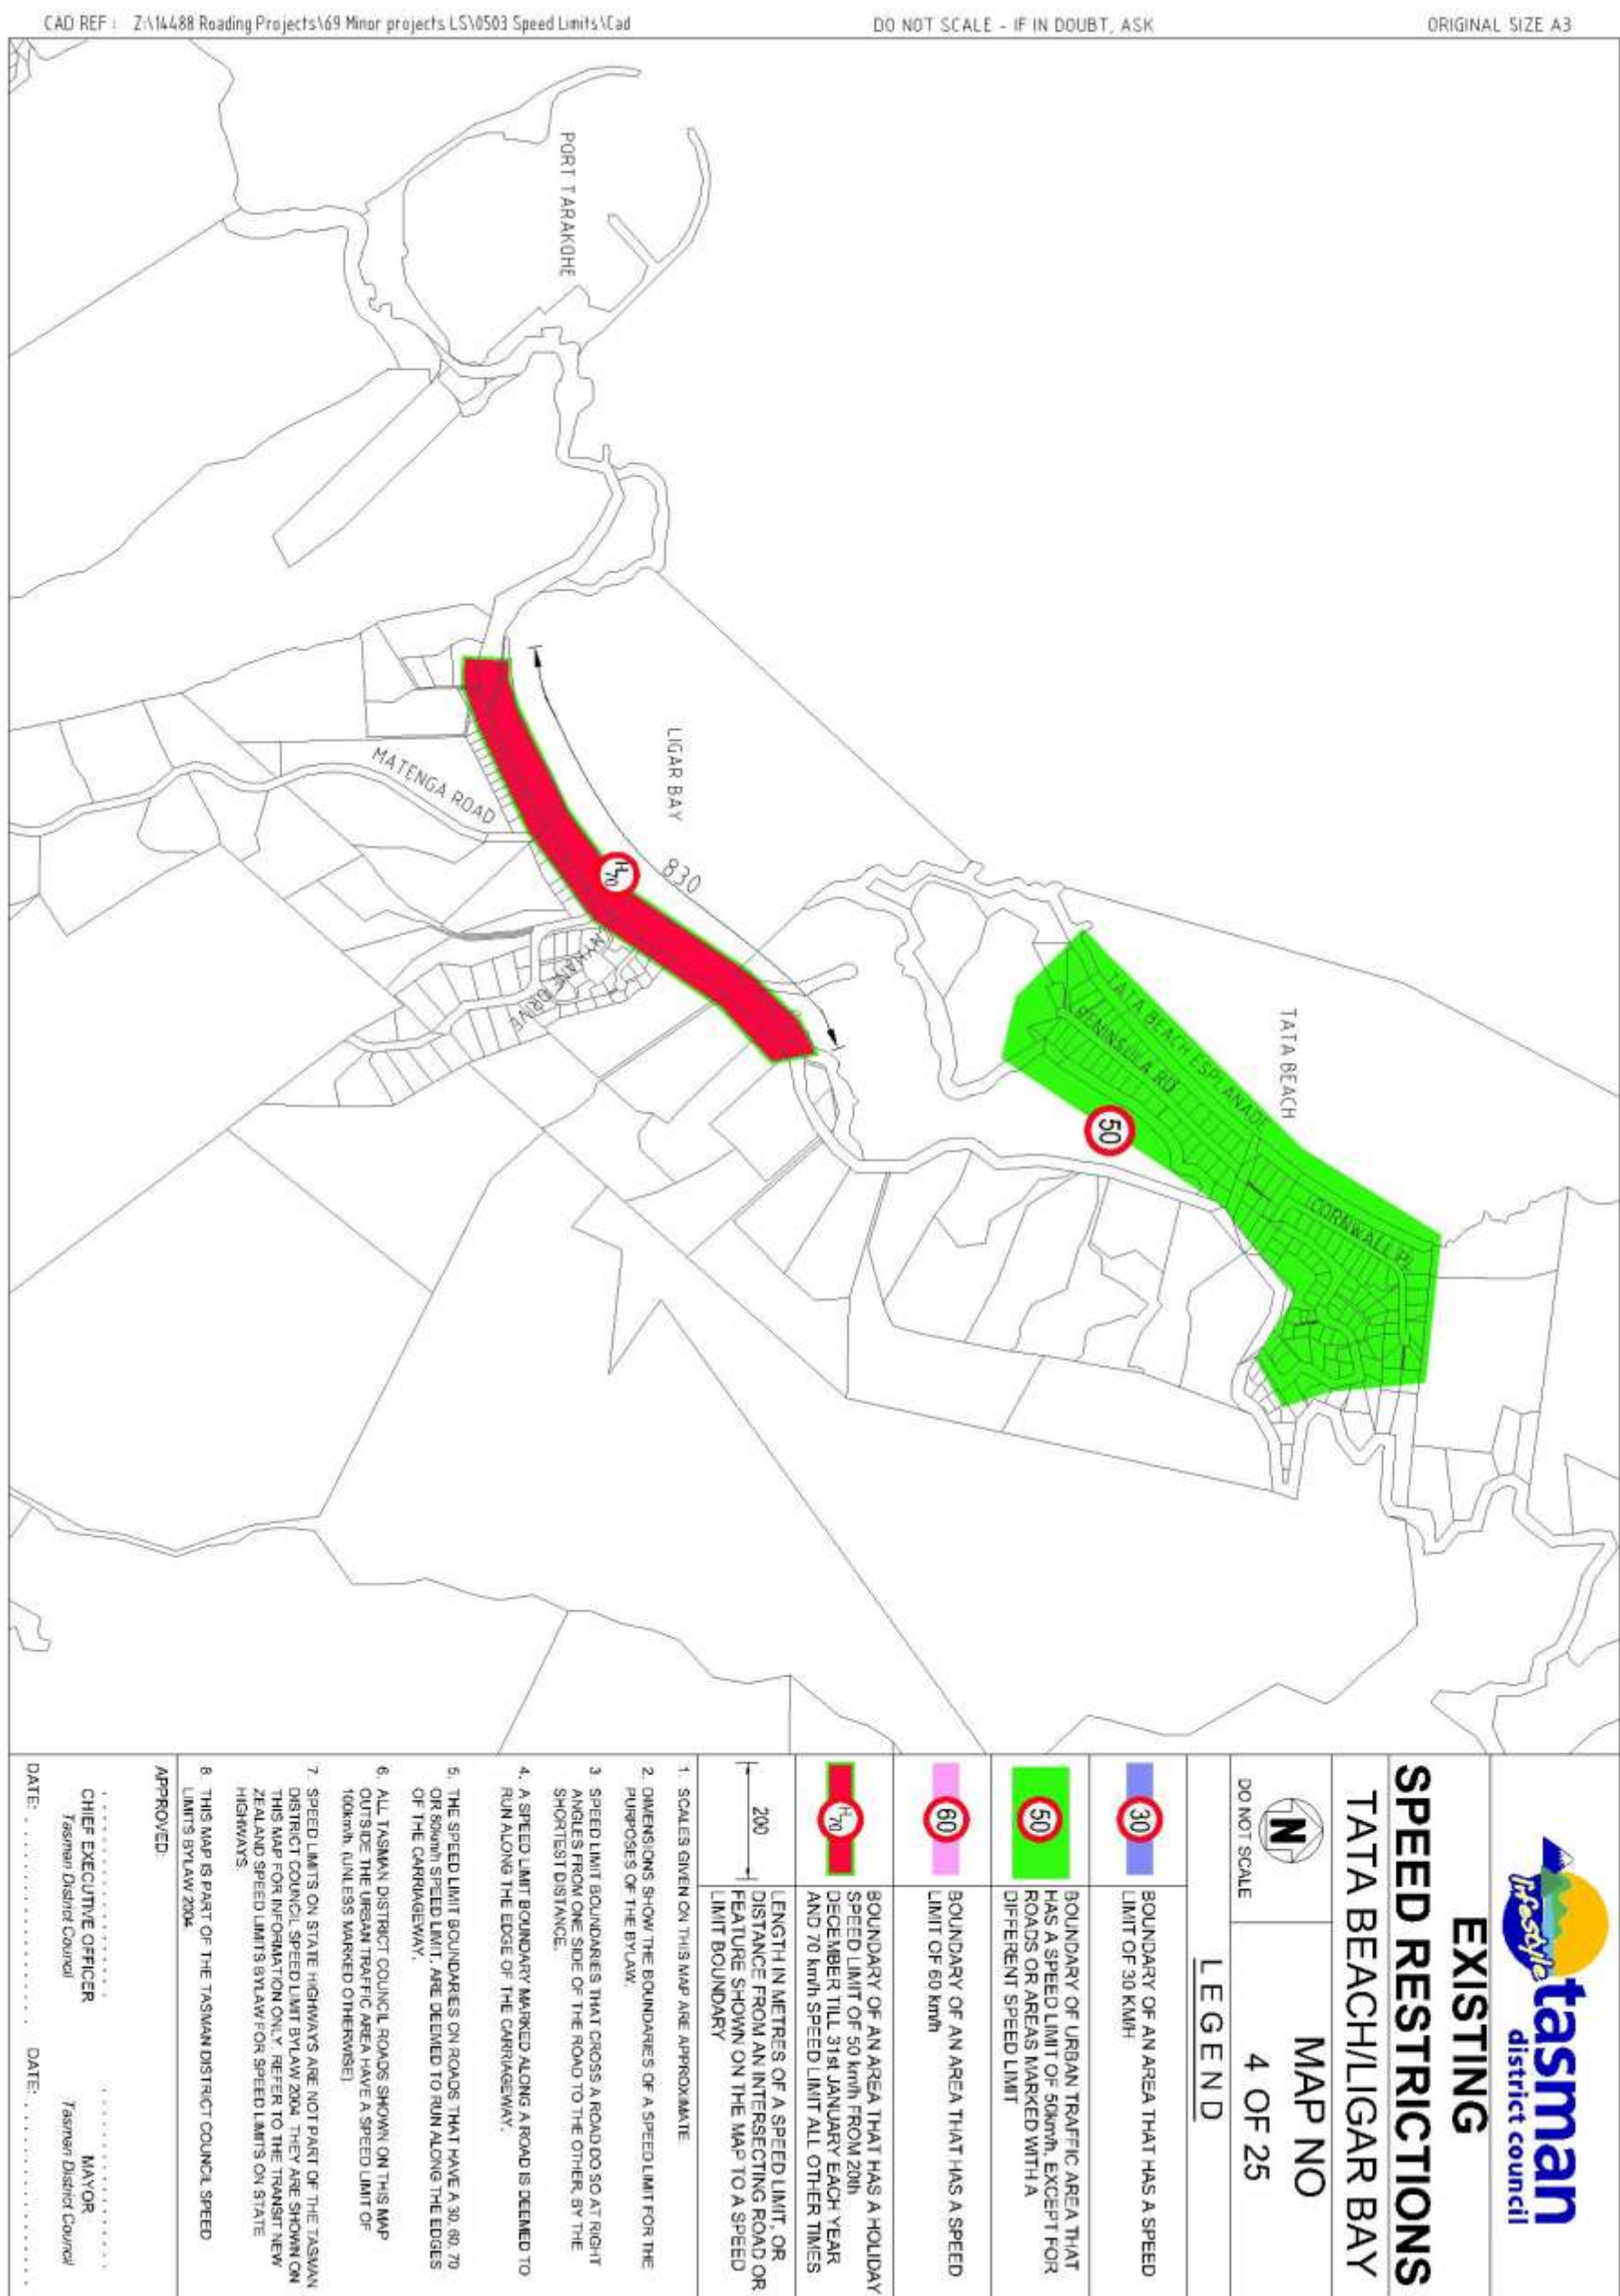 CAD REF : Z:\14488 Roading Projects\69 Minor projects LS\0503 Speed Limits\Cad
DO NOT SCALE - IF IN DOUBT, ASK
ORIGINAL SIZE A3
PORT TARAKOHE
LIGAR BAY
830
MATENGA ROAD
NYHANE DRIVE
H 70
TATA BEACH
TATA BEACH ESPLANADE
PENINSULA RD
CORNWALL PL
50
lifestyle tasman
district council
EXISTING
SPEED RESTRICTIONS
TATA BEACH/LIGAR BAY
N
DO NOT SCALE
MAP NO
4 OF 25
LEGEND
30
BOUNDARY OF AN AREA THAT HAS A SPEED
LIMIT OF 30 KM/H
50
BOUNDARY OF URBAN TRAFFIC AREA THAT
HAS A SPEED LIMIT OF 50km/h, EXCEPT FOR
ROADS OR AREAS MARKED WITH A
DIFFERENT SPEED LIMIT
60
BOUNDARY OF AN AREA THAT HAS A SPEED
LIMIT OF 60 km/h
H 70
BOUNDARY OF AN AREA THAT HAS A HOLIDAY
SPEED LIMIT OF 50 km/h FROM 20th
DECEMBER TILL 31st JANUARY EACH YEAR
AND 70 km/h SPEED LIMIT ALL OTHER TIMES
200
LENGTH IN METRES OF A SPEED LIMIT, OR
DISTANCE FROM AN INTERSECTING ROAD OR
FEATURE SHOWN ON THE MAP TO A SPEED
LIMIT BOUNDARY
1. SCALES GIVEN ON THIS MAP ARE APPROXIMATE.
2. DIMENSIONS SHOW THE BOUNDARIES OF A SPEED LIMIT FOR THE
PURPOSES OF THE BYLAW.
3. SPEED LIMIT BOUNDARIES THAT CROSS A ROAD DO SO AT RIGHT
ANGLES FROM ONE SIDE OF THE ROAD TO THE OTHER, BY THE
SHORTEST DISTANCE.
4. A SPEED LIMIT BOUNDARY MARKED ALONG A ROAD IS DEEMED TO
RUN ALONG THE EDGE OF THE CARRIAGEWAY.
5. THE SPEED LIMIT BOUNDARIES ON ROADS THAT HAVE A 30, 60, 70
OR 80km/h SPEED LIMIT, ARE DEEMED TO RUN ALONG THE EDGES
OF THE CARRIAGEWAY.
6. ALL TASMAN DISTRICT COUNCIL ROADS SHOWN ON THIS MAP
OUTSIDE THE URBAN TRAFFIC AREA HAVE A SPEED LIMIT OF
100km/h (UNLESS MARKED OTHERWISE).
7. SPEED LIMITS ON STATE HIGHWAYS ARE NOT PART OF THE TASMAN
DISTRICT COUNCIL SPEED LIMIT BYLAW 2004. THEY ARE SHOWN ON
THIS MAP FOR INFORMATION ONLY. REFER TO THE TRANSIT NEW
ZEALAND SPEED LIMITS BYLAW FOR SPEED LIMITS ON STATE
HIGHWAYS.
8. THIS MAP IS PART OF THE TASMAN DISTRICT COUNCIL SPEED
LIMITS BYLAW 2004
APPROVED:
CHIEF EXECUTIVE OFFICER
Tasman District Council
MAYOR
Tasman District Council
DATE:
DATE: